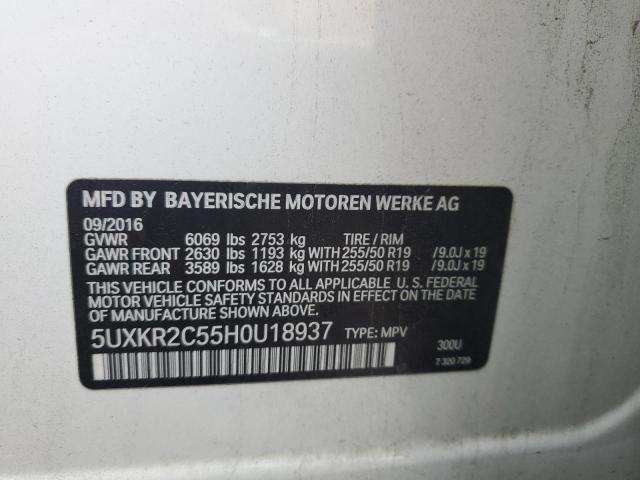 MFD BY BAYERISCHE MOTOREN WERKE AG
09/2016
GVWR 6069 lbs 2753 kg TIRE / RIM
GAWR FRONT 2630 lbs 1193 kg WITH 255/50 R19 /9.0J x 19
GAWR REAR 3589 lbs 1628 kg WITH 255/50 R19 /9.0J x 19
THIS VEHICLE CONFORMS TO ALL APPLICABLE U. S. FEDERAL
MOTOR VEHICLE SAFETY STANDARDS IN EFFECT ON THE DATE OF
MANUFACTURE SHOWN ABOVE.
5UXKR2C55H0U18937 TYPE: MPV
300U
7 320 729